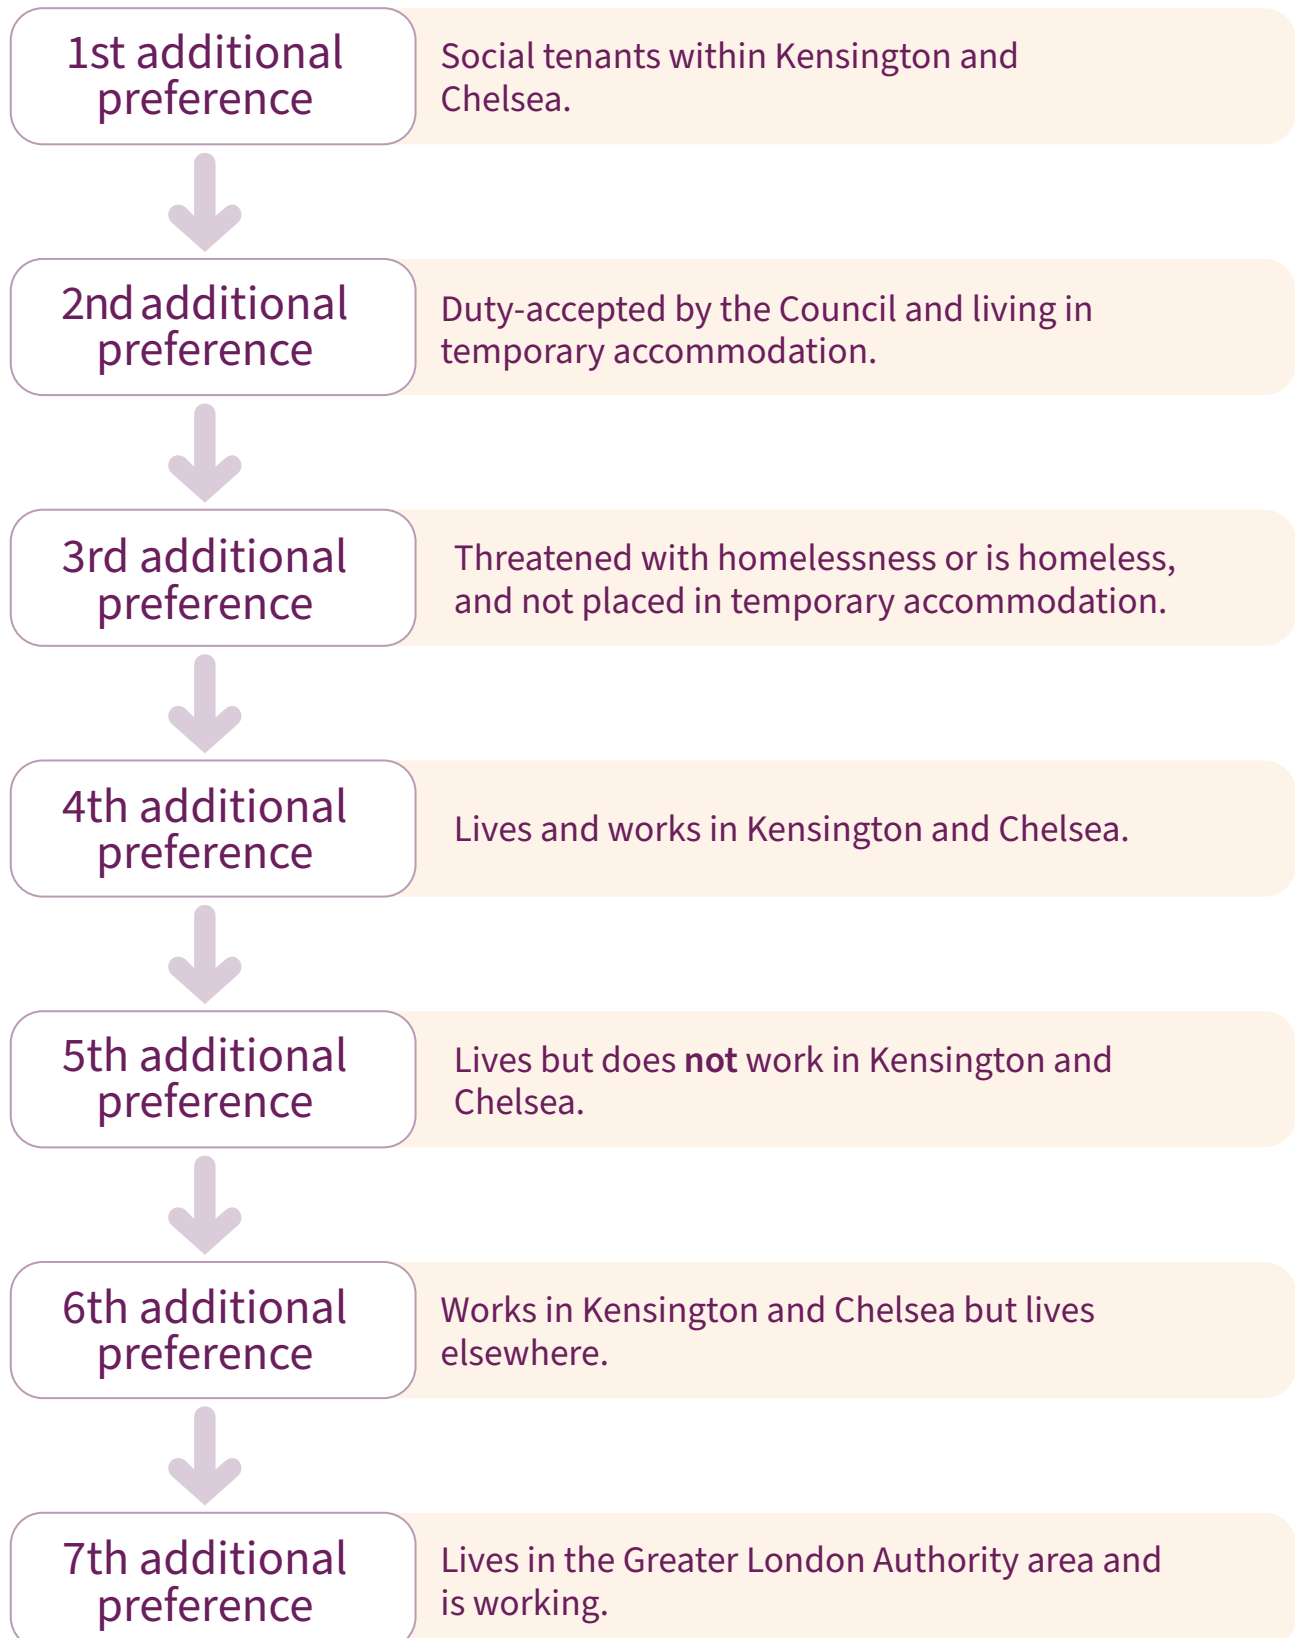 1st additional
preference
Social tenants within Kensington and
Chelsea.
2nd additional
preference
Duty-accepted by the Council and living in
temporary accommodation.
3rd additional
preference
Threatened with homelessness or is homeless,
and not placed in temporary accommodation.
4th additional
preference
Lives and works in Kensington and Chelsea.
5th additional
preference
Lives but does not work in Kensington and
Chelsea.
6th additional
preference
Works in Kensington and Chelsea but lives
elsewhere.
7th additional
preference
Lives in the Greater London Authority area and
is working.